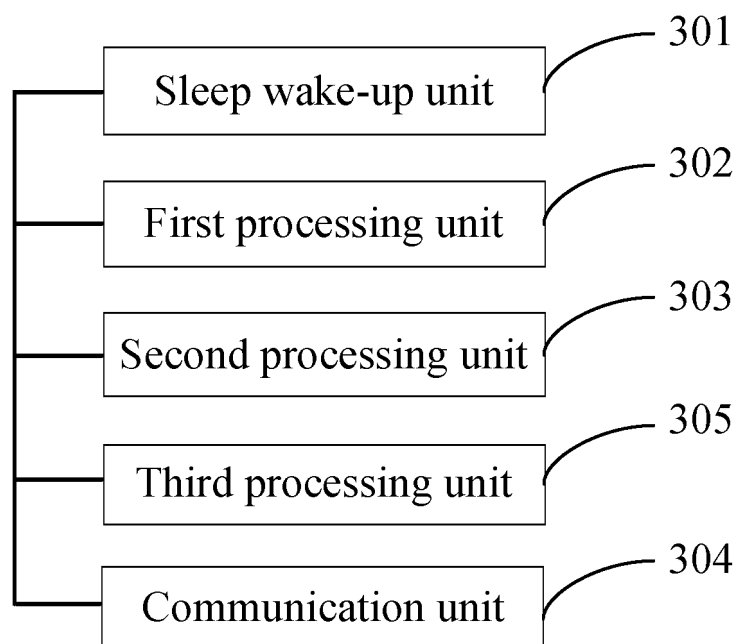 301
Sleep wake-up unit
302
First processing unit
303
Second processing unit
305
Third processing unit
304
Communication unit